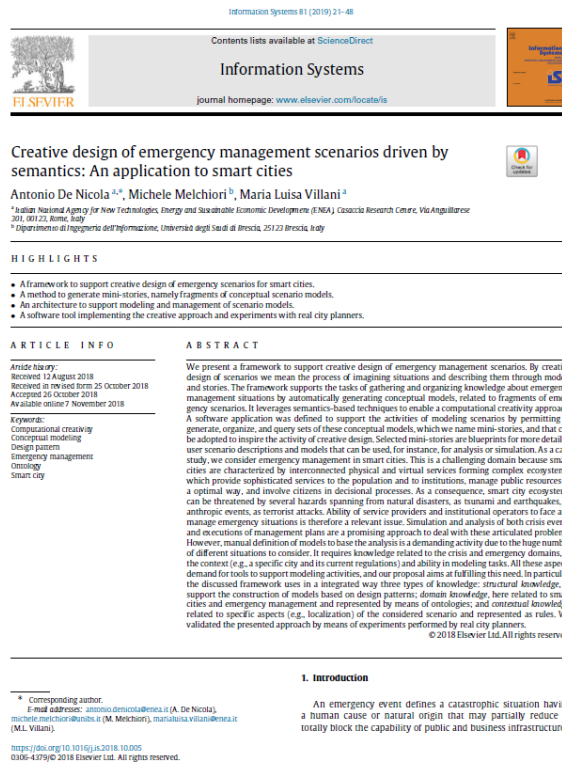 Information Systems 81 (2019) 21–48
Contents lists available at ScienceDirect
Information Systems
journal homepage: www.elsevier.com/locate/is
ELSEVIER
Information
Systems
Check for
updates
Creative design of emergency management scenarios driven by
semantics: An application to smart cities
Antonio De Nicola a,*, Michele Melchiori b, Maria Luisa Villani a
a Italian National Agency for New Technologies, Energy and Sustainable Economic Development (ENEA), Casaccia Research Centre, Via Anguillarese
301, 00123, Rome, Italy
b Dipartimento di Ingegneria dell'Informazione, Università degli Studi di Brescia, 25123 Brescia, Italy
HIGHLIGHTS
• A framework to support creative design of emergency scenarios for smart cities.
• A method to generate mini-stories, namely fragments of conceptual scenario models.
• An architecture to support modeling and management of scenario models.
• A software tool implementing the creative approach and experiments with real city planners.
ARTICLE INFO
Article history:
Received 12 August 2018
Received in revised form 25 October 2018
Accepted 26 October 2018
Available online 7 November 2018
Keywords:
Computational creativity
Conceptual modeling
Design pattern
Emergency management
Ontology
Smart city
ABSTRACT
We present a framework to support creative design of emergency management scenarios. By creati
design of scenarios we mean the process of imagining situations and describing them through mod
and stories. The framework supports the tasks of gathering and organizing knowledge about emergen
management situations by automatically generating conceptual models, related to fragments of eme
gency scenarios. It leverages semantics-based techniques to enable a computational creativity approac
A software application was defined to support the activities of modeling scenarios by permitting
generate, organize, and query sets of these conceptual models, which we name mini-stories, and that c
be adopted to inspire the activity of creative design. Selected mini-stories are blueprints for more detail
user scenario descriptions and models that can be used, for instance, for analysis or simulation. As a ca
study, we consider emergency management in smart cities. This is a challenging domain because sma
cities are characterized by interconnected physical and virtual services forming complex ecosystem
which provide sophisticated services to the population and to institutions, manage public resources
a optimal way, and involve citizens in decisional processes. As a consequence, smart city ecosystem
can be threatened by several hazards spanning from natural disasters, as tsunami and earthquakes,
anthropic events, as terrorist attacks. Ability of service providers and institutional operators to face a
manage emergency situations is therefore a relevant issue. Simulation and analysis of both crisis even
and executions of management plans are a promising approach to deal with these articulated problem
However, manual definition of models to base the analysis is a demanding activity due to the huge numb
of different situations to consider. It requires knowledge related to the crisis and emergency domains,
the context (e.g., a specific city and its current regulations) and ability in modeling tasks. All these aspec
demand for tools to support modeling activities, and our proposal aims at fulfilling this need. In particul
the discussed framework uses in a integrated way three types of knowledge: structural knowledge,
support the construction of models based on design patterns; domain knowledge, here related to sma
cities and emergency management and represented by means of ontologies; and contextual knowled
related to specific aspects (e.g., localization) of the considered scenario and represented as rules. W
validated the presented approach by means of experiments performed by real city planners.
© 2018 Elsevier Ltd. All rights reserve
* Corresponding author.
E-mail addresses: antonio.denicola@enea.it (A. De Nicola),
michele.melchiori@unibs.it (M. Melchiori), marialuisa.villani@enea.it
(M.L. Villani).
https://doi.org/10.1016/j.is.2018.10.005
0306-4379/© 2018 Elsevier Ltd. All rights reserved.
1. Introduction
An emergency event defines a catastrophic situation havi
a human cause or natural origin that may partially reduce
totally block the capability of public and business infrastructur